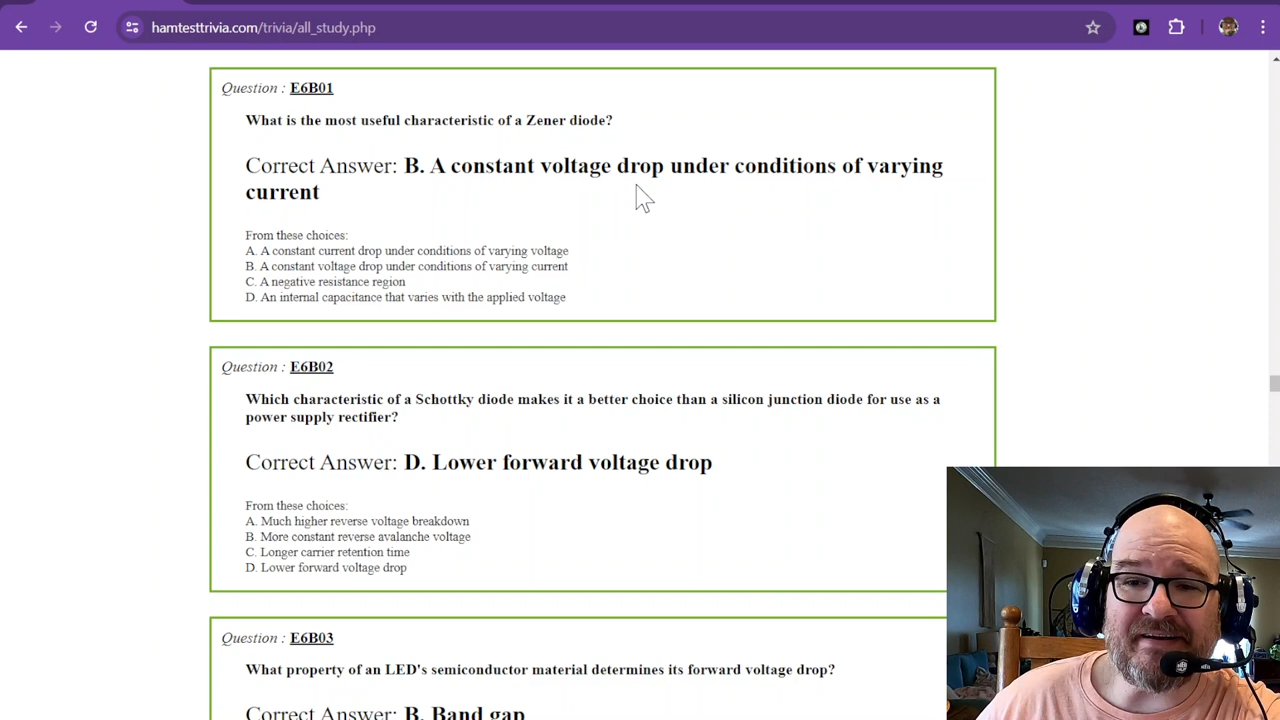 hamtesttrivia.com/trivia/all_study.php
Question : E6B01
What is the most useful characteristic of a Zener diode?
Correct Answer: B. A constant voltage drop under conditions of varying
current
From these choices:
A. A constant current drop under conditions of varying voltage
B. A constant voltage drop under conditions of varying current
C. A negative resistance region
D. An internal capacitance that varies with the applied voltage
Question : E6B02
Which characteristic of a Schottky diode makes it a better choice than a silicon junction diode for use as a
power supply rectifier?
Correct Answer: D. Lower forward voltage drop
From these choices:
A. Much higher reverse voltage breakdown
B. More constant reverse avalanche voltage
C. Longer carrier retention time
D. Lower forward voltage drop
Question : E6B03
What property of an LED's semiconductor material determines its forward voltage drop?
Correct Answer: B. Band gap